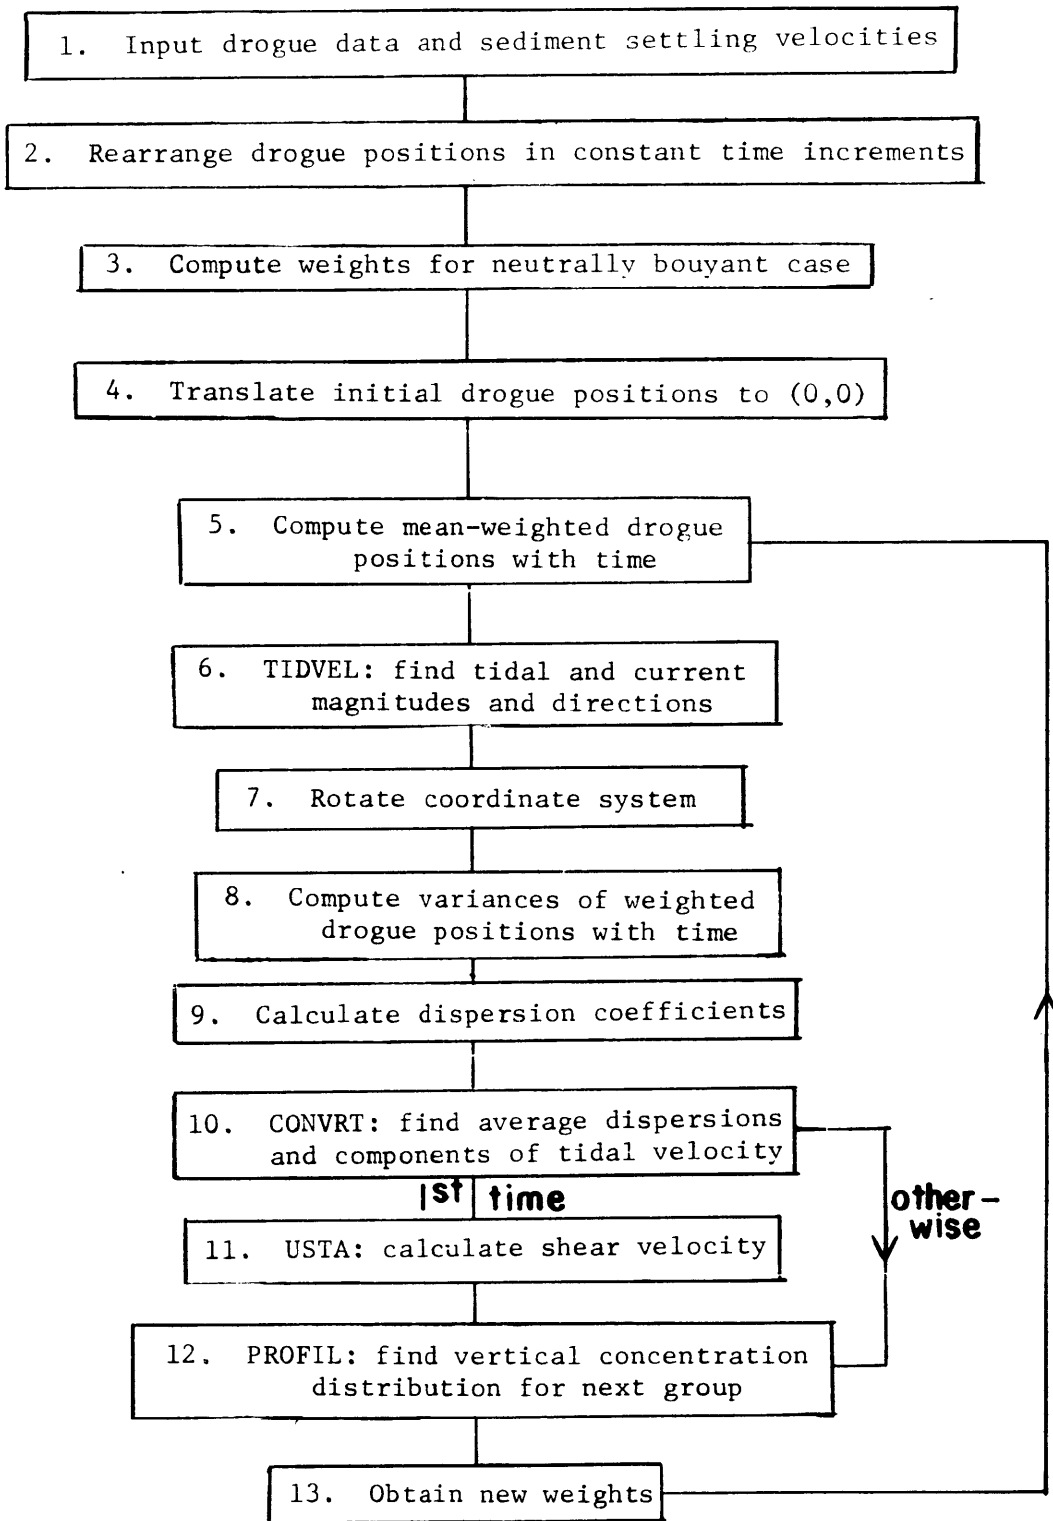 1. Input drogue data and sediment settling velocities
2. Rearrange drogue positions in constant time increments
3. Compute weights for neutrally bouyant case
4. Translate initial drogue positions to (0,0)
5. Compute mean-weighted drogue
positions with time
6. TIDVEL: find tidal and current
magnitudes and directions
7. Rotate coordinate system
8. Compute variances of weighted
drogue positions with time
9. Calculate dispersion coefficients
10. CONVRT: find average dispersions
and components of tidal velocity
1st time
other-
wise
11. USTA: calculate shear velocity
12. PROFIL: find vertical concentration
distribution for next group
13. Obtain new weights